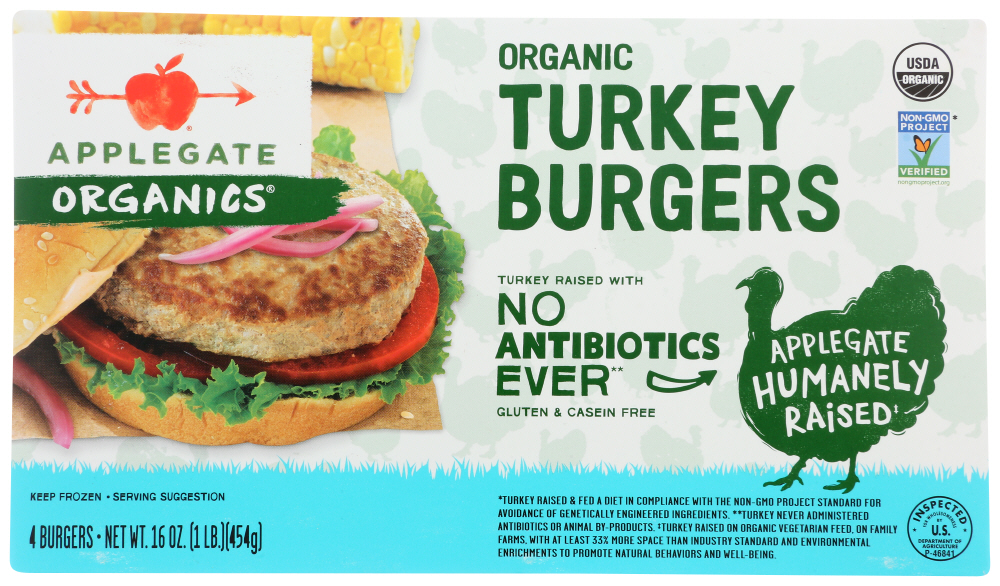 APPLEGATE
ORGANICS®
ORGANIC
TURKEY
BURGERS
USDA
ORGANIC
NON-GMO *
PROJECT
VERIFIED
nongmoproject.org
TURKEY RAISED WITH
NO
ANTIBIOTICS
EVER**
GLUTEN & CASEIN FREE
APPLEGATE
HUMANELY
RAISED‡
KEEP FROZEN • SERVING SUGGESTION
4 BURGERS • NET WT. 16 OZ. (1 LB.)(454g)
*TURKEY RAISED & FED A DIET IN COMPLIANCE WITH THE NON-GMO PROJECT STANDARD FOR
AVOIDANCE OF GENETICALLY ENGINEERED INGREDIENTS. **TURKEY NEVER ADMINISTERED
ANTIBIOTICS OR ANIMAL BY-PRODUCTS. ‡TURKEY RAISED ON ORGANIC VEGETARIAN FEED, ON FAMILY
FARMS, WITH AT LEAST 33% MORE SPACE THAN INDUSTRY STANDARD AND ENVIRONMENTAL
ENRICHMENTS TO PROMOTE NATURAL BEHAVIORS AND WELL-BEING.
INSPECTED
FOR WHOLESOMENESS
BY
U.S.
DEPARTMENT OF
AGRICULTURE
P-46841